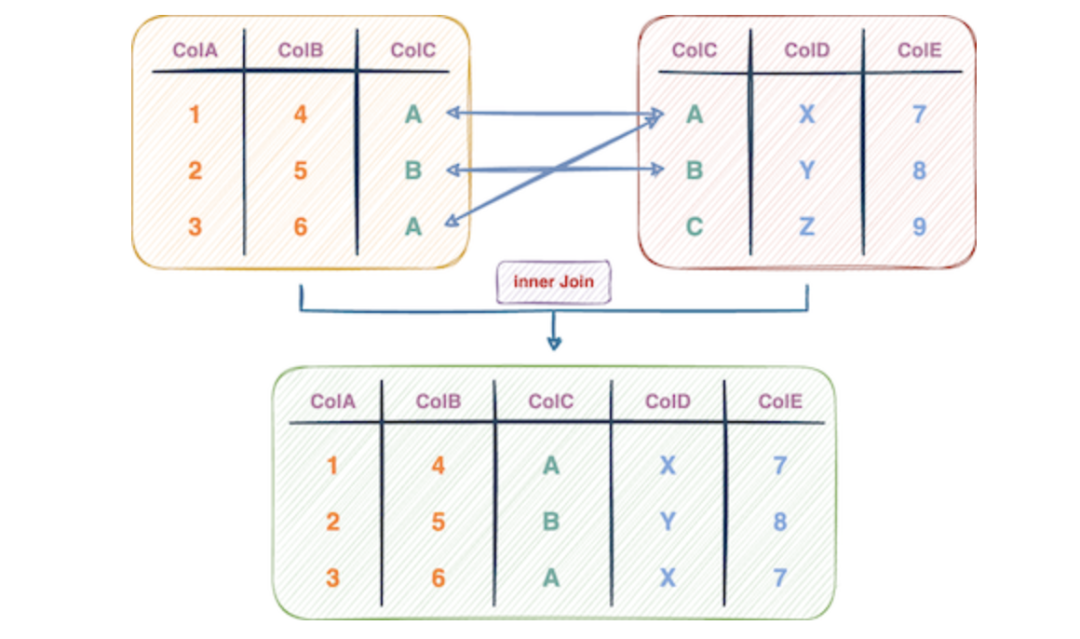 ColA ColB ColC
1 4 A
2 5 B
3 6 A
ColC ColD ColE
A X 7
B Y 8
C Z 9
inner Join
ColA ColB ColC ColD ColE
1 4 A X 7
2 5 B Y 8
3 6 A X 7